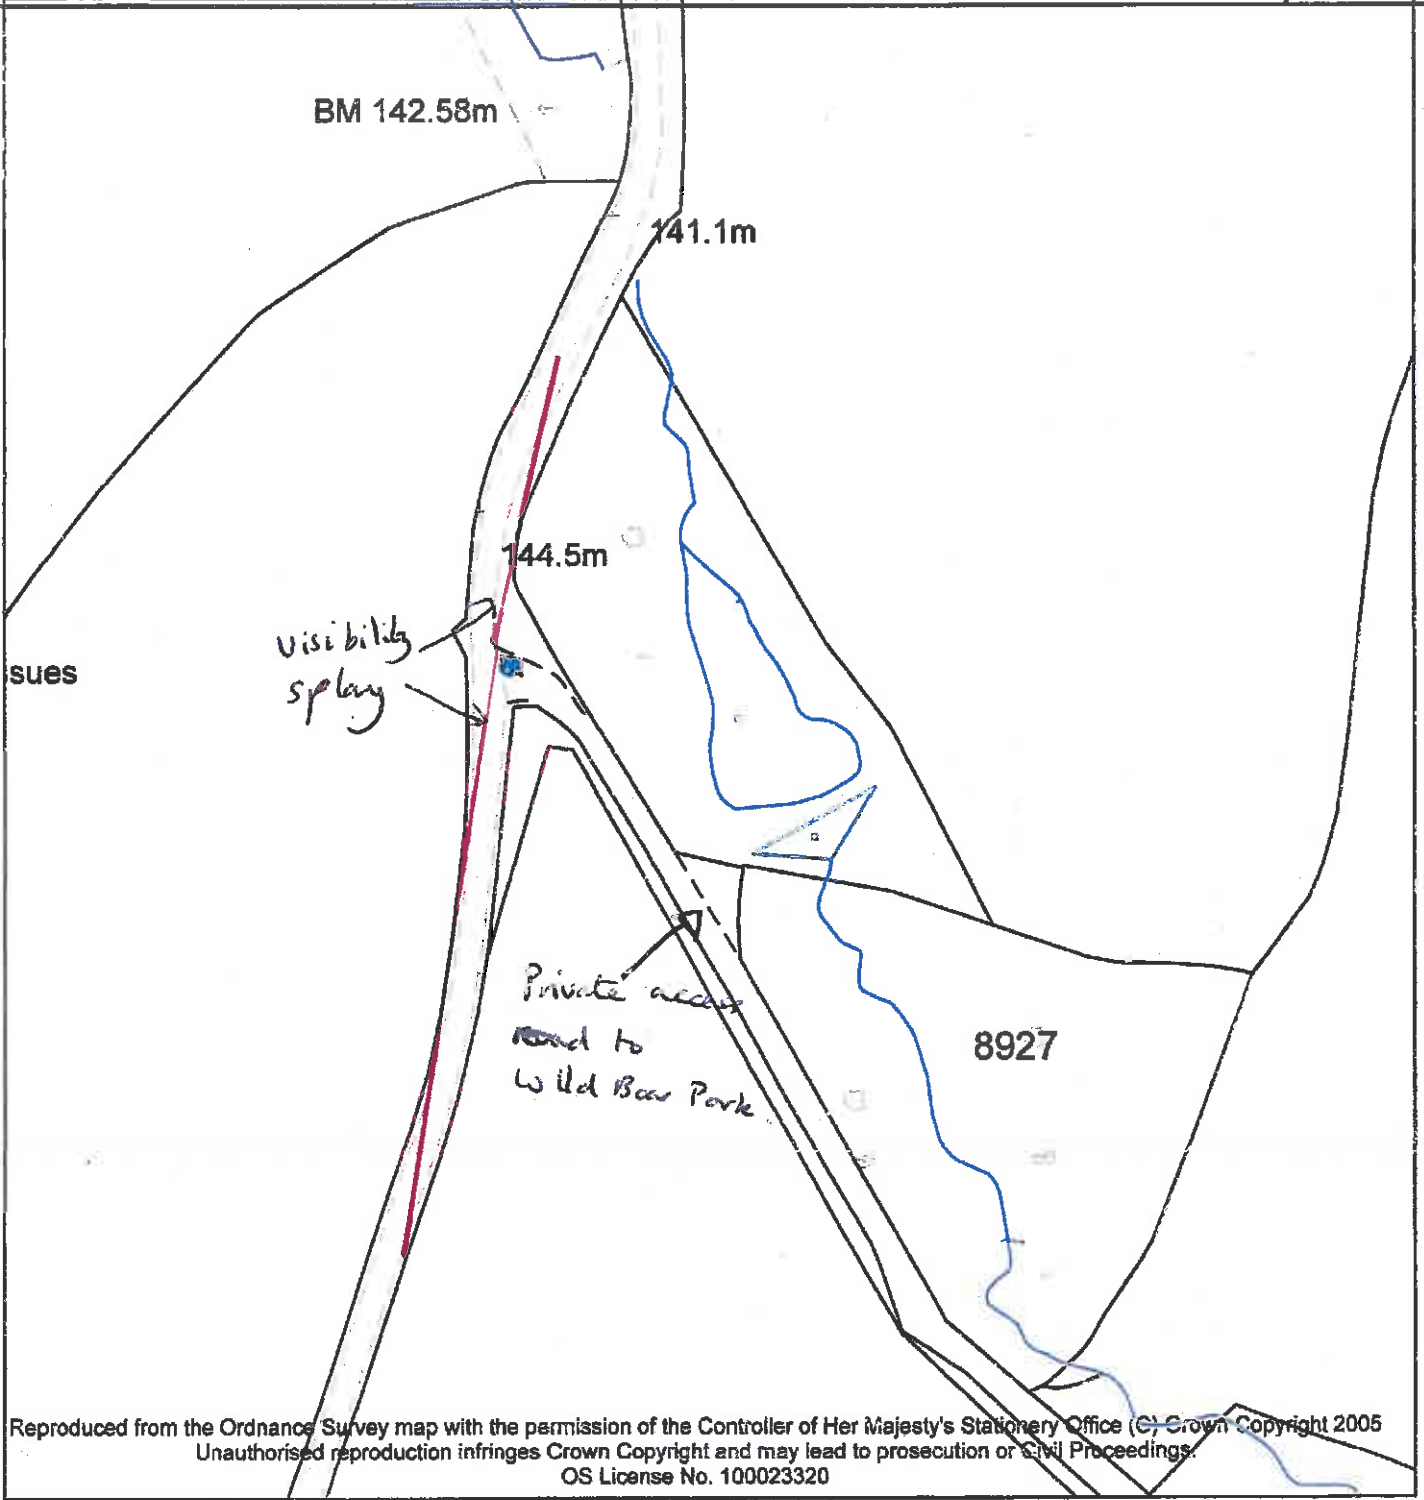 BM 142.58m
141.1m
144.5m
visibility
splay
sues
Private access
road to
Wild Boar Park
8927
Reproduced from the Ordnance Survey map with the permission of the Controller of Her Majesty's Stationery Office (C) Crown Copyright 2005
Unauthorised reproduction infringes Crown Copyright and may lead to prosecution or Civil Proceedings.
OS License No. 100023320